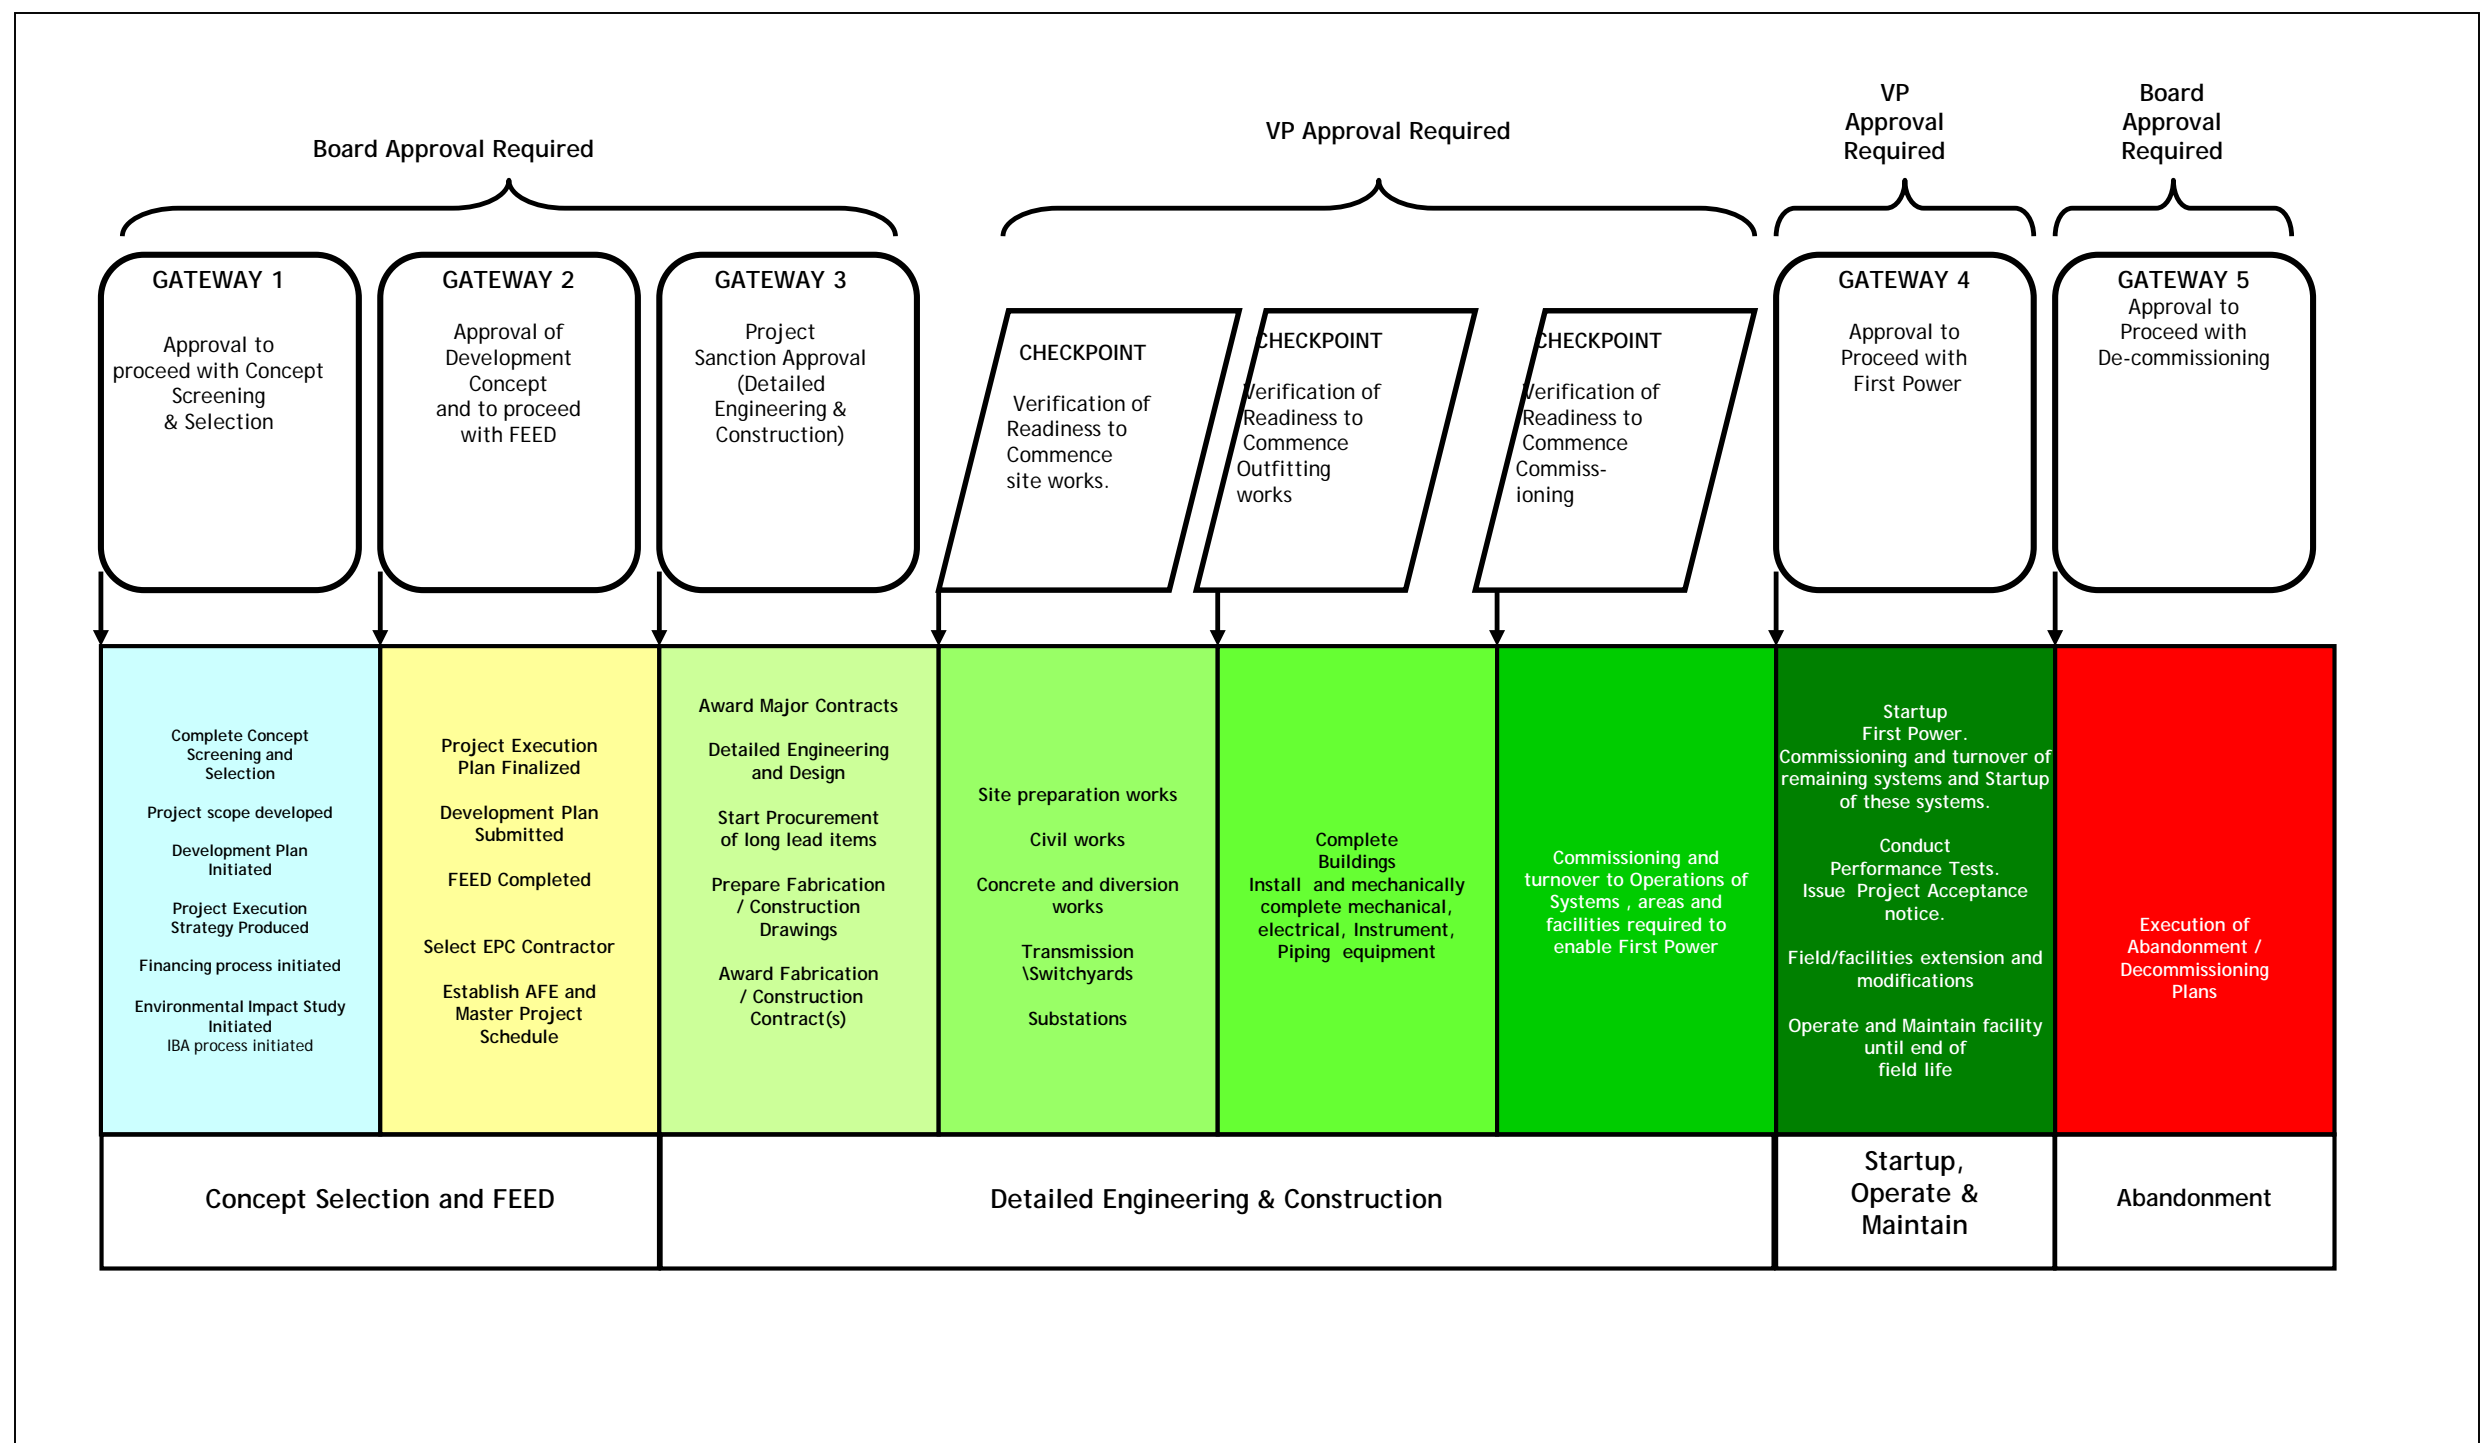 Board Approval Required
VP Approval Required
VP
Approval
Required
Board
Approval
Required
GATEWAY 1
Approval to
proceed with Concept
Screening
& Selection
GATEWAY 2
Approval of
Development
Concept
and to proceed
with FEED
GATEWAY 3
Project
Sanction Approval
(Detailed
Engineering &
Construction)
CHECKPOINT
Verification of
Readiness to
Commence
site works.
CHECKPOINT
Verification of
Readiness to
Commence
Outfitting
works
CHECKPOINT
Verification of
Readiness to
Commence
Commiss-
ioning
GATEWAY 4
Approval to
Proceed with
First Power
GATEWAY 5
Approval to
Proceed with
De-commissioning
Complete Concept
Screening and
Selection
Project scope developed
Development Plan
Initiated
Project Execution
Strategy Produced
Financing process initiated
Environmental Impact Study
Initiated
IBA process initiated
Project Execution
Plan Finalized
Development Plan
Submitted
FEED Completed
Select EPC Contractor
Establish AFE and
Master Project
Schedule
Award Major Contracts
Detailed Engineering
and Design
Start Procurement
of long lead items
Prepare Fabrication
/ Construction
Drawings
Award Fabrication
/ Construction
Contract(s)
Site preparation works
Civil works
Concrete and diversion
works
Transmission
\Switchyards
Substations
Complete
Buildings
Install and mechanically
complete mechanical,
electrical, Instrument,
Piping equipment
Commissioning and
turnover to Operations of
Systems , areas and
facilities required to
enable First Power
Startup
First Power.
Commissioning and turnover of
remaining systems and Startup
of these systems.
Conduct
Performance Tests.
Issue Project Acceptance
notice.
Field/facilities extension and
modifications
Operate and Maintain facility
until end of
field life
Execution of
Abandonment /
Decommissioning
Plans
Concept Selection and FEED
Detailed Engineering & Construction
Startup,
Operate &
Maintain
Abandonment